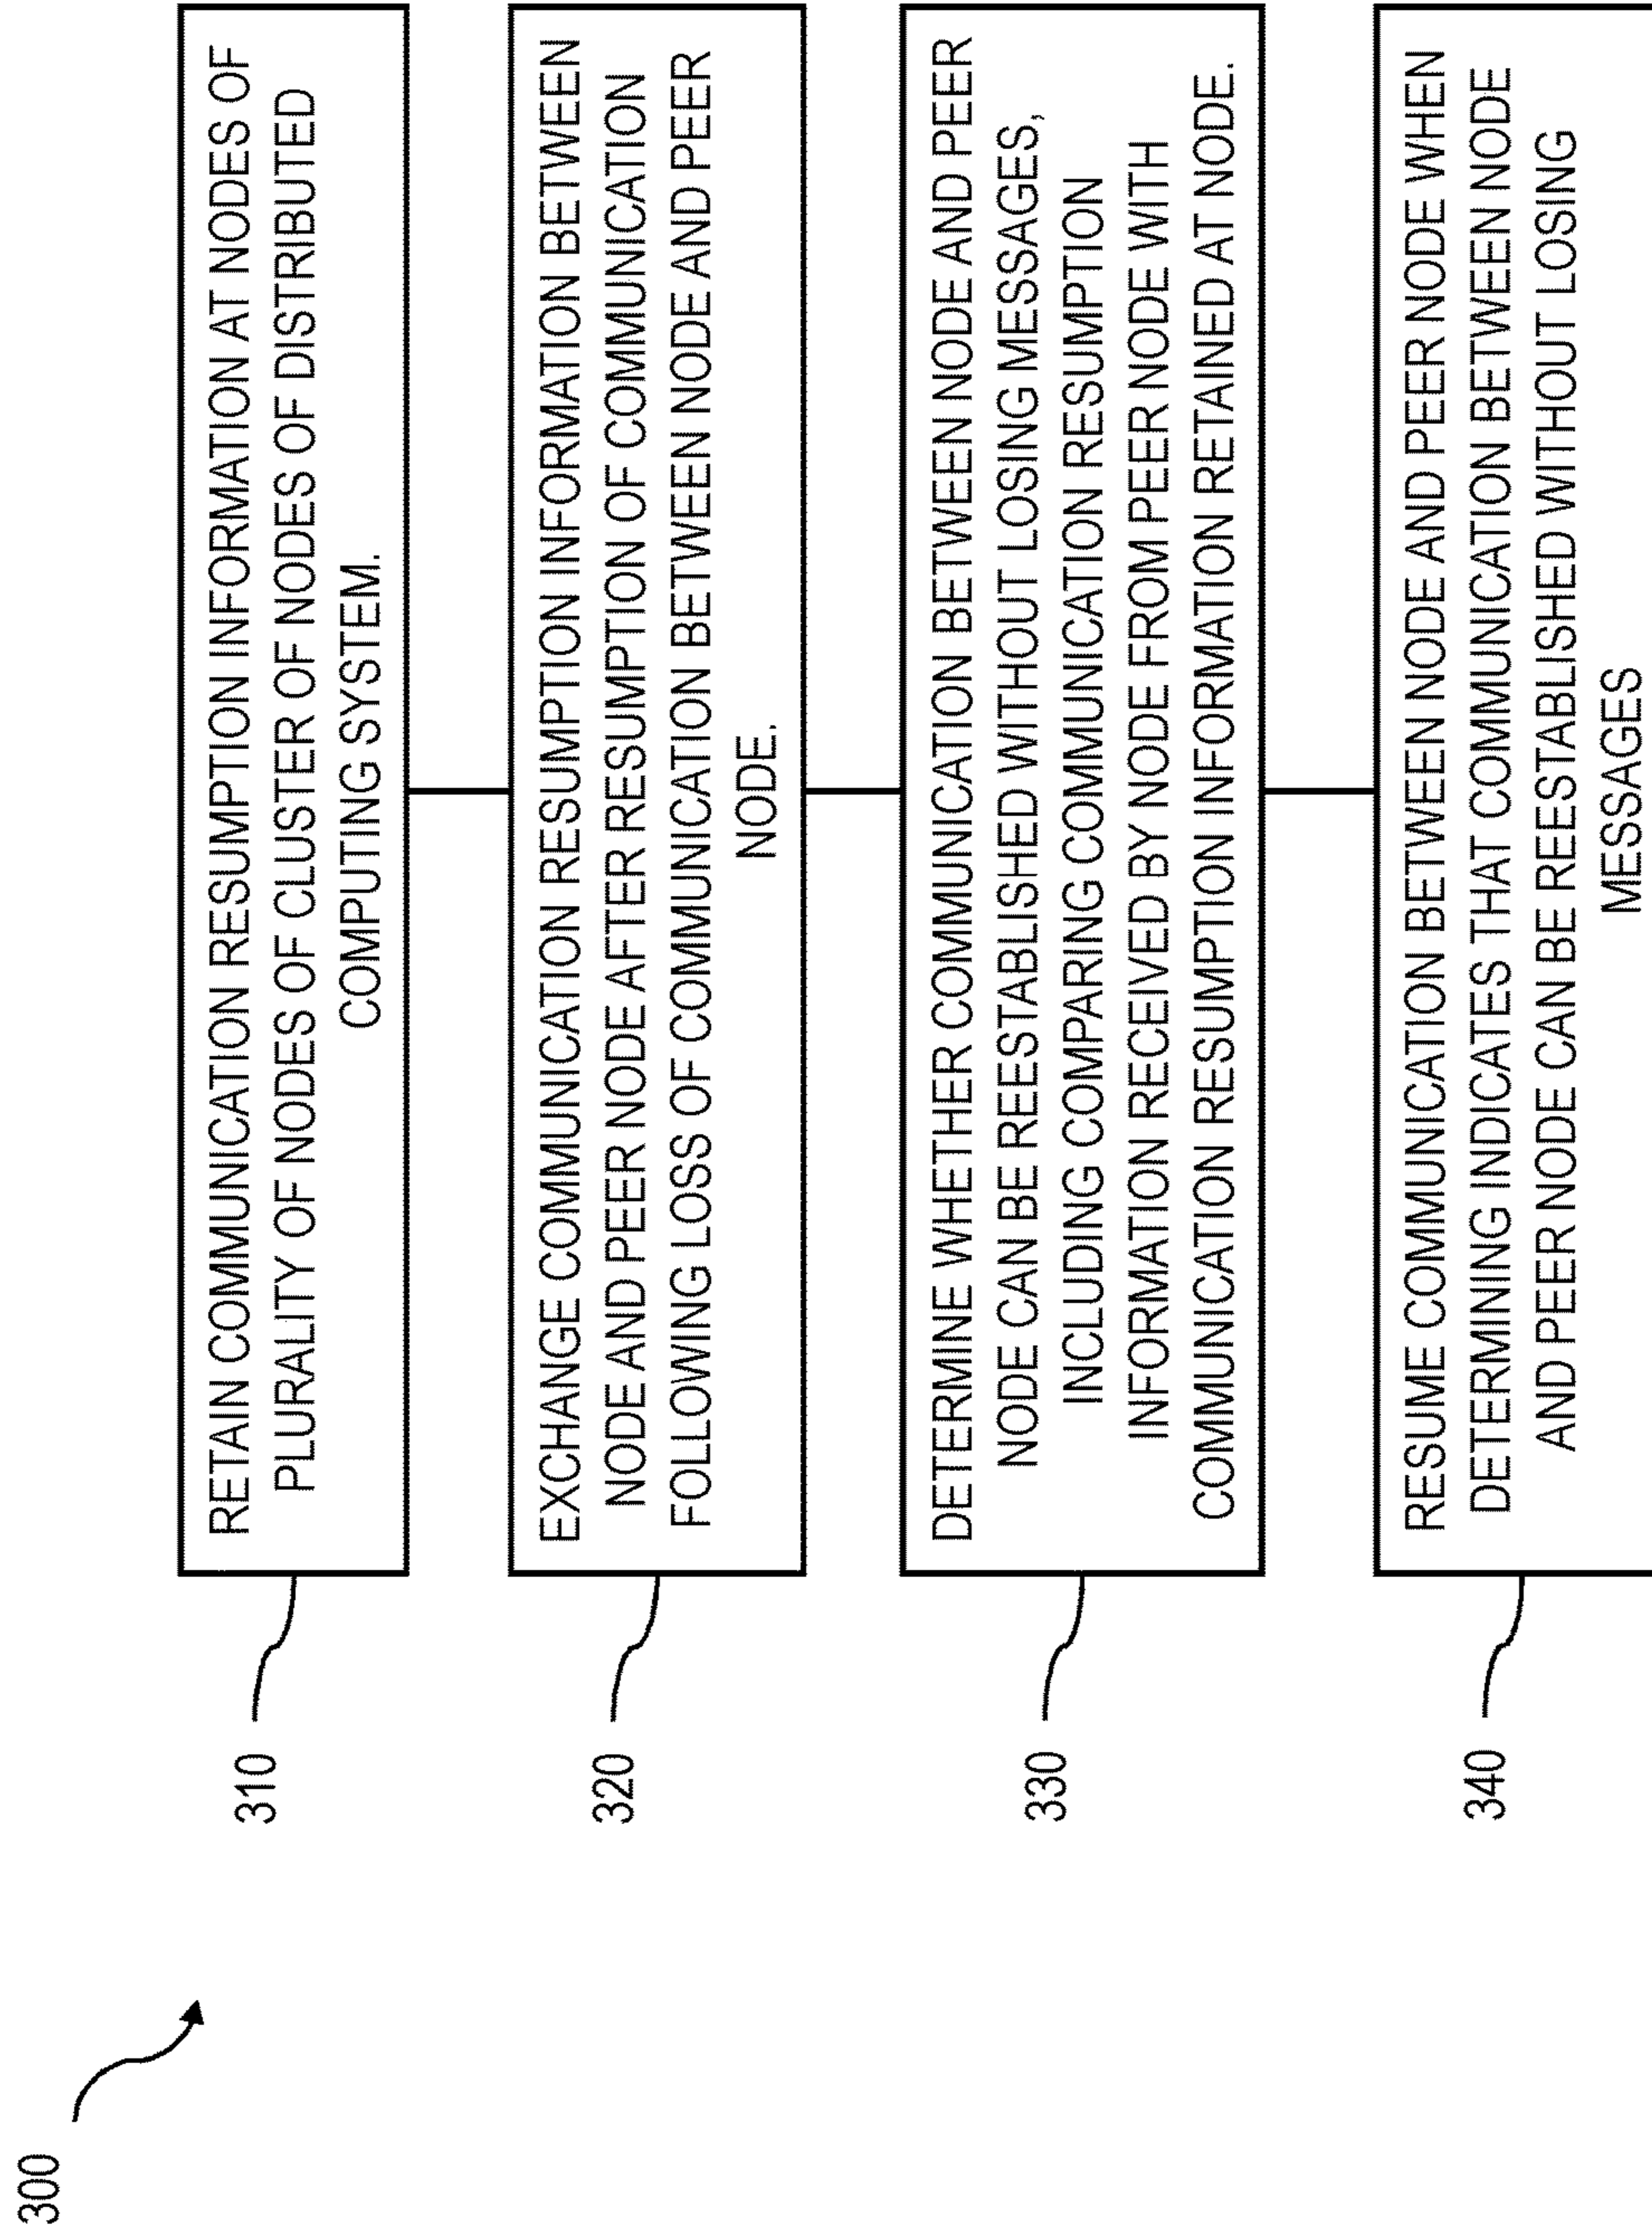 300
310
RETAIN COMMUNICATION RESUMPTION INFORMATION AT NODES OF
PLURALITY OF NODES OF CLUSTER OF NODES OF DISTRIBUTED
COMPUTING SYSTEM.
320
EXCHANGE COMMUNICATION RESUMPTION INFORMATION BETWEEN
NODE AND PEER NODE AFTER RESUMPTION OF COMMUNICATION
FOLLOWING LOSS OF COMMUNICATION BETWEEN NODE AND PEER
NODE.
330
DETERMINE WHETHER COMMUNICATION BETWEEN NODE AND PEER
NODE CAN BE REESTABLISHED WITHOUT LOSING MESSAGES,
INCLUDING COMPARING COMMUNICATION RESUMPTION
INFORMATION RECEIVED BY NODE FROM PEER NODE WITH
COMMUNICATION RESUMPTION INFORMATION RETAINED AT NODE.
340
RESUME COMMUNICATION BETWEEN NODE AND PEER NODE WHEN
DETERMINING INDICATES THAT COMMUNICATION BETWEEN NODE
AND PEER NODE CAN BE REESTABLISHED WITHOUT LOSING
MESSAGES